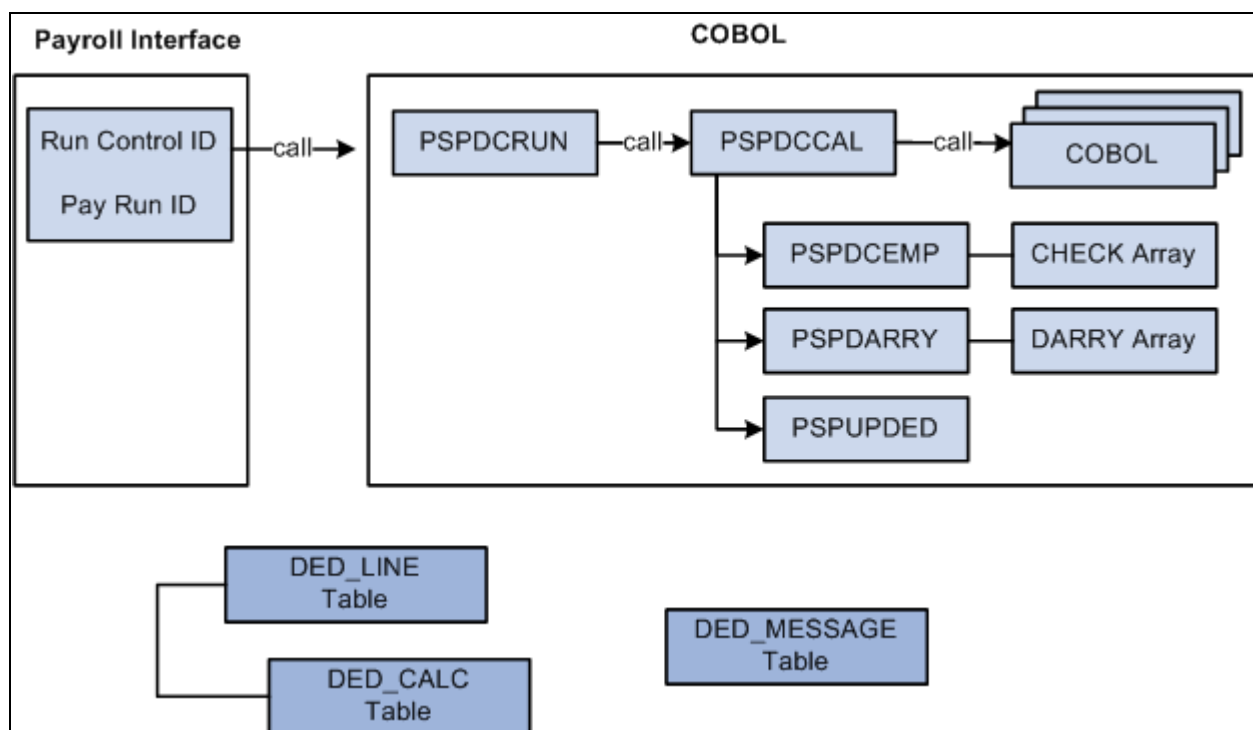 Payroll Interface
COBOL
Run Control ID
Pay Run ID
call
PSPDCRUN
call
PSPDCCAL
call
COBOL
PSPDCEMP
CHECK Array
PSPDARRY
DARRY Array
PSPUPDED
DED_LINE
Table
DED_MESSAGE
Table
DED_CALC
Table